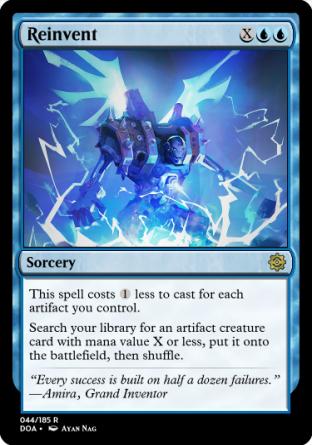 Reinvent X
Sorcery
This spell costs 1 less to cast for each
artifact you control.
Search your library for an artifact creature
card with mana value X or less, put it onto
the battlefield, then shuffle.
“Every success is built on half a dozen failures.”
—Amira, Grand Inventor
044/185 R
DOA • Ayan Nag